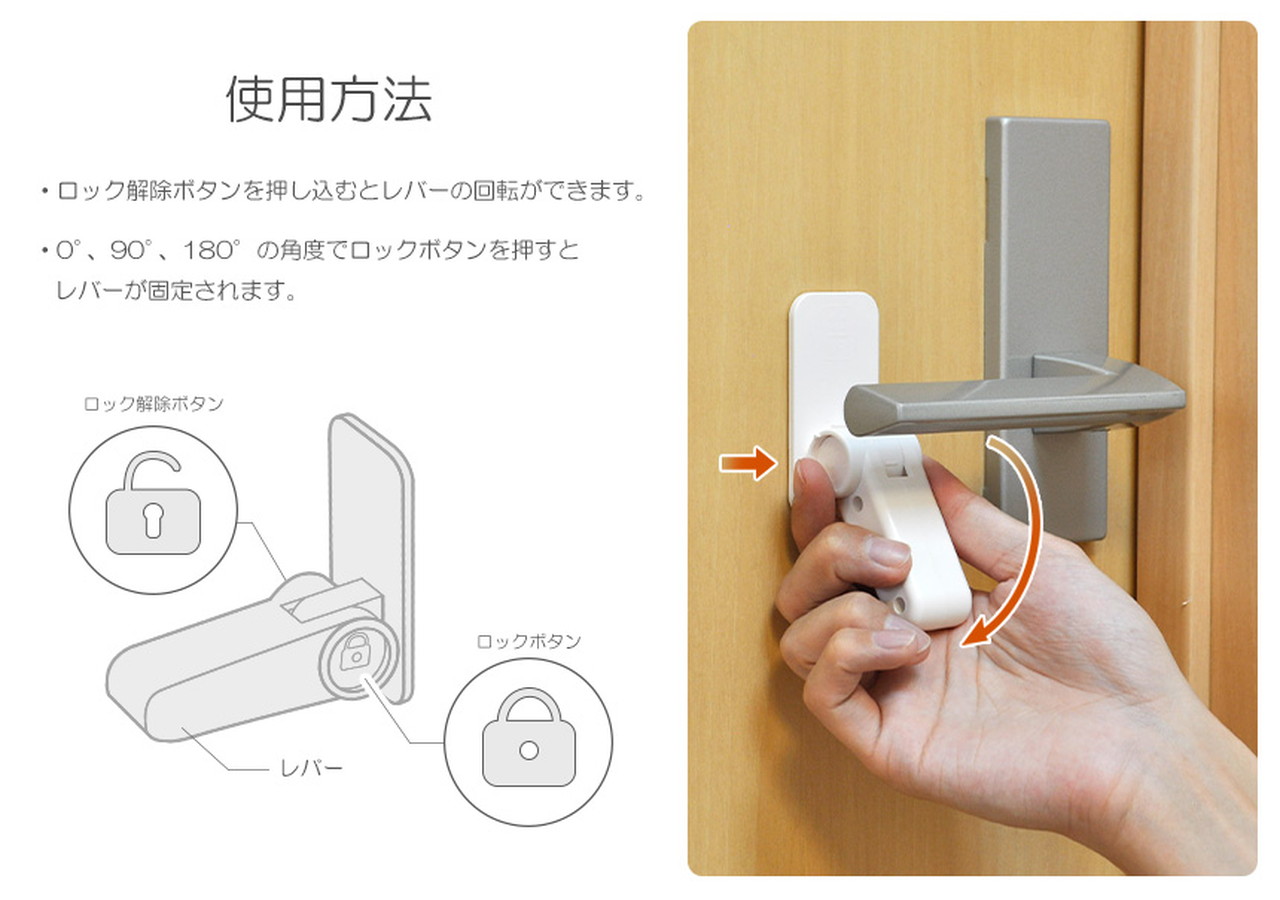 使用方法
・ロック解除ボタンを押し込むとレバーの回転ができます。
・0°、90°、180°の角度でロックボタンを押すと
レバーが固定されます。
ロック解除ボタン
ロックボタン
レバー